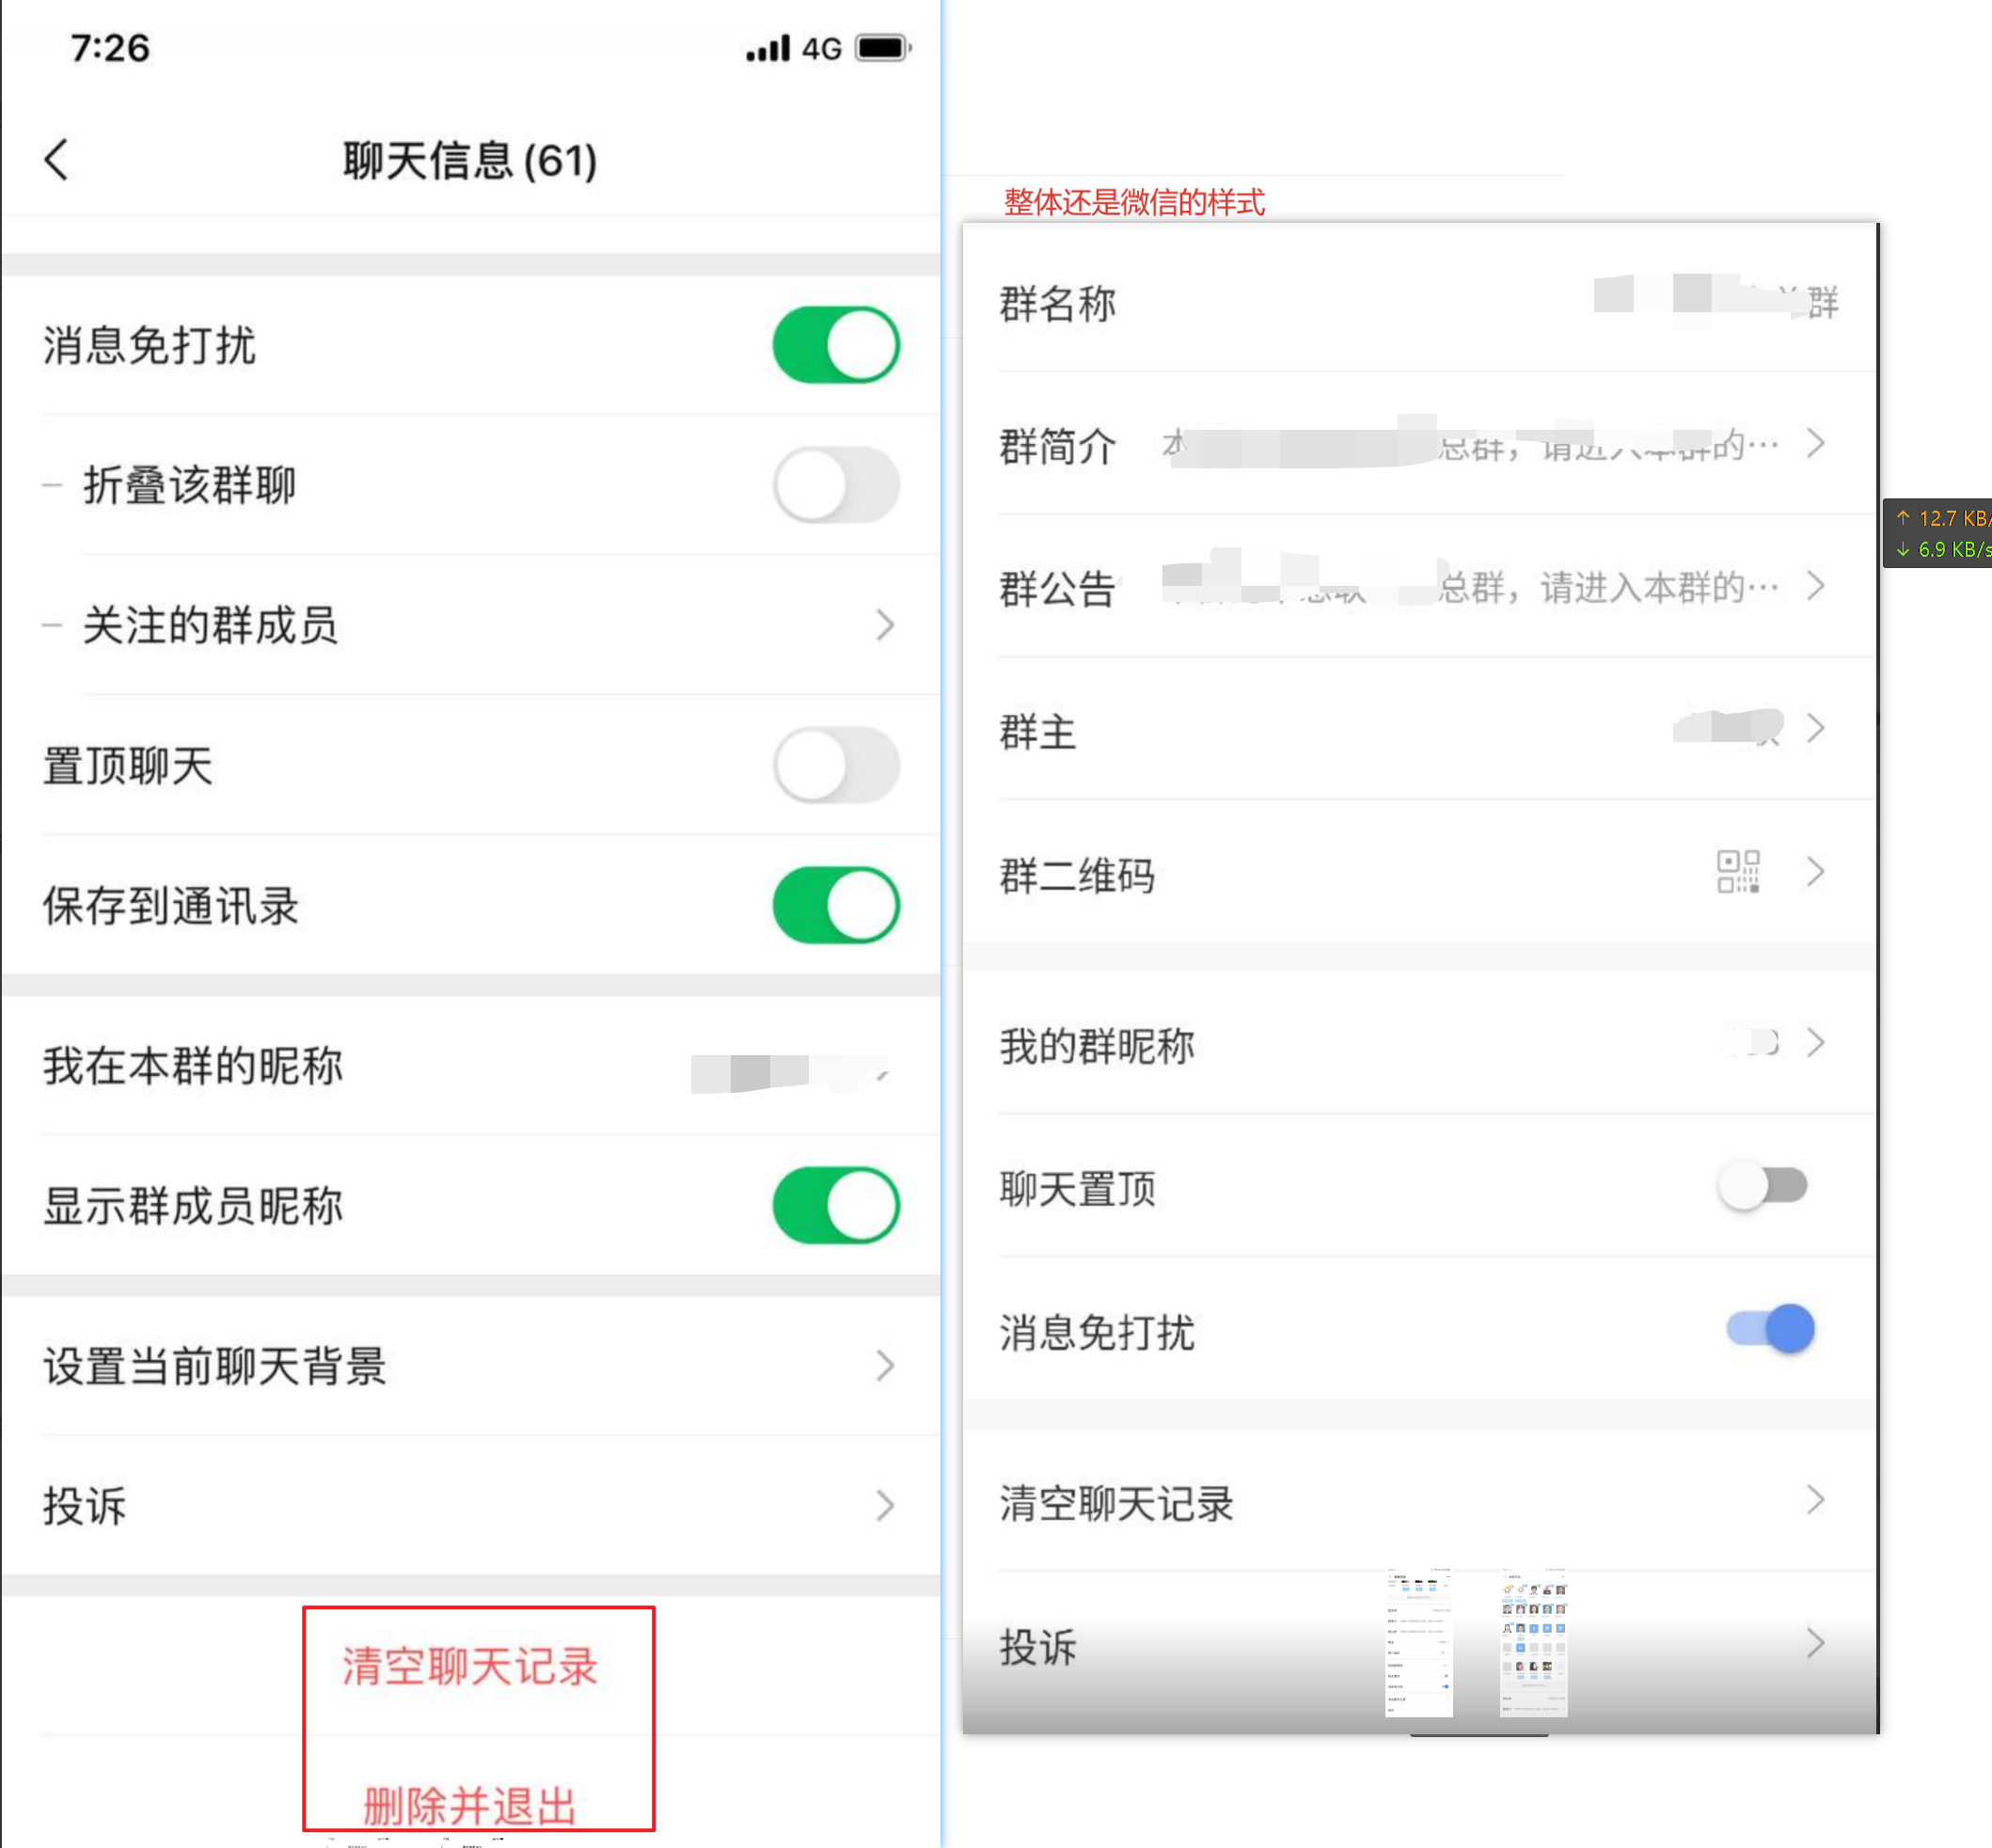 7:26
4G
聊天信息(61)
消息免打扰
折叠该群聊
关注的群成员
置顶聊天
保存到通讯录
我在本群的昵称
显示群成员昵称
设置当前聊天背景
投诉
清空聊天记录
删除并退出
整体还是微信的样式
群名称 群
群简介 总群，请进入本群的…
群公告 总群，请进入本群的…
群主
群二维码
我的群昵称
聊天置顶
消息免打扰
清空聊天记录
投诉
↑ 12.7 KB/
↓ 6.9 KB/s